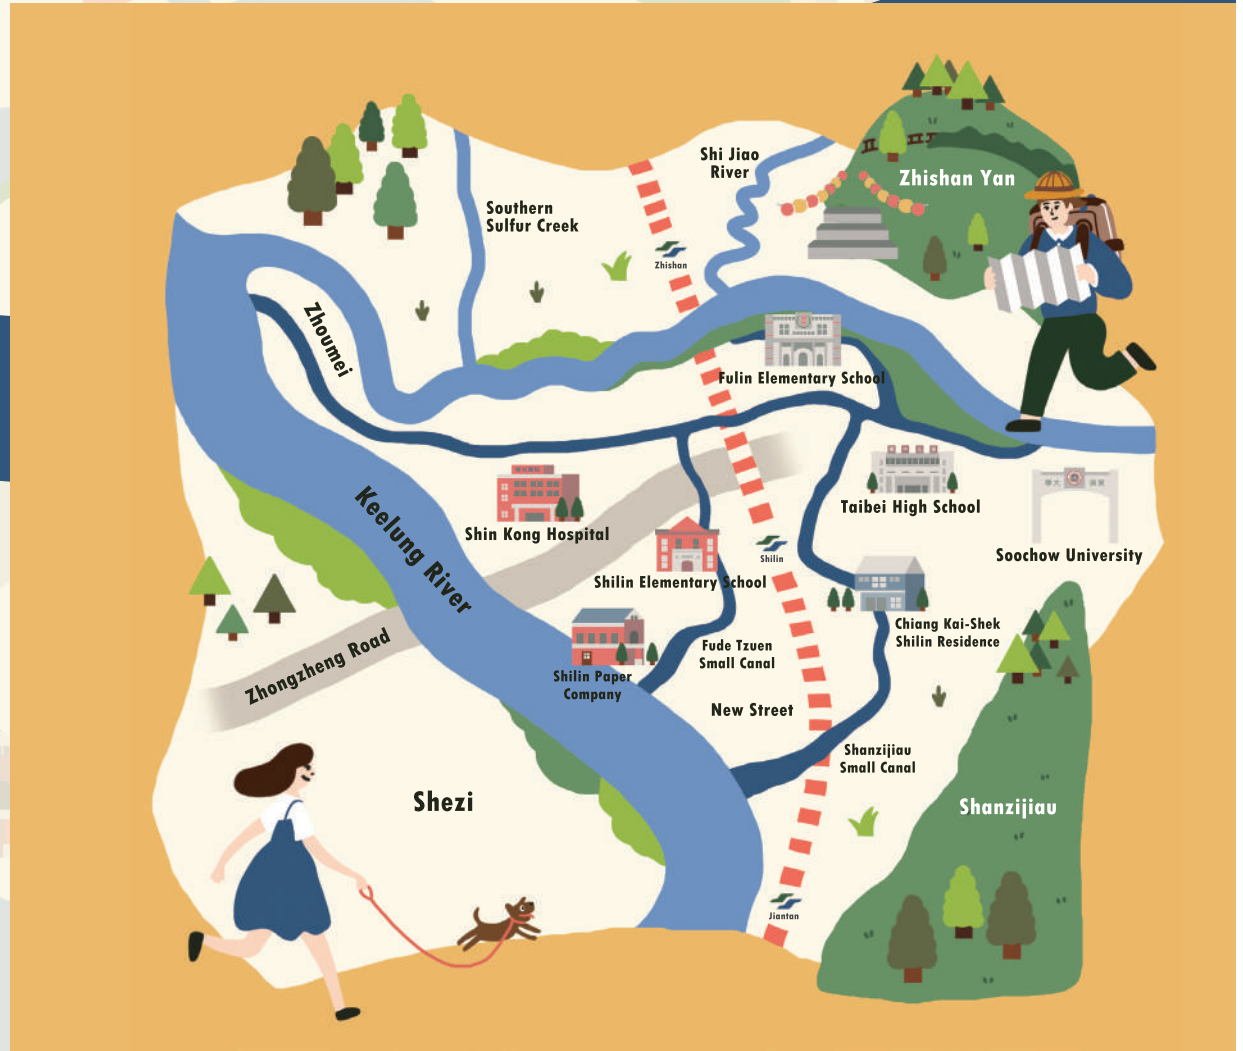 Shi Jiao
River
Zhishan Yan
Southern
Sulfur Creek
Zhishan
Zhoumei
Fulin Elementary School
Keelung River
Shin Kong Hospital
Taibei High School
Soochow University
Shilin
Shilin Elementary School
Chiang Kai-Shek
Shilin Residence
Zhongzheng Road
Fude Tzuen
Small Canal
Shilin Paper
Company
New Street
Shanzijiau
Small Canal
Shezi
Shanzijiau
Jiantan